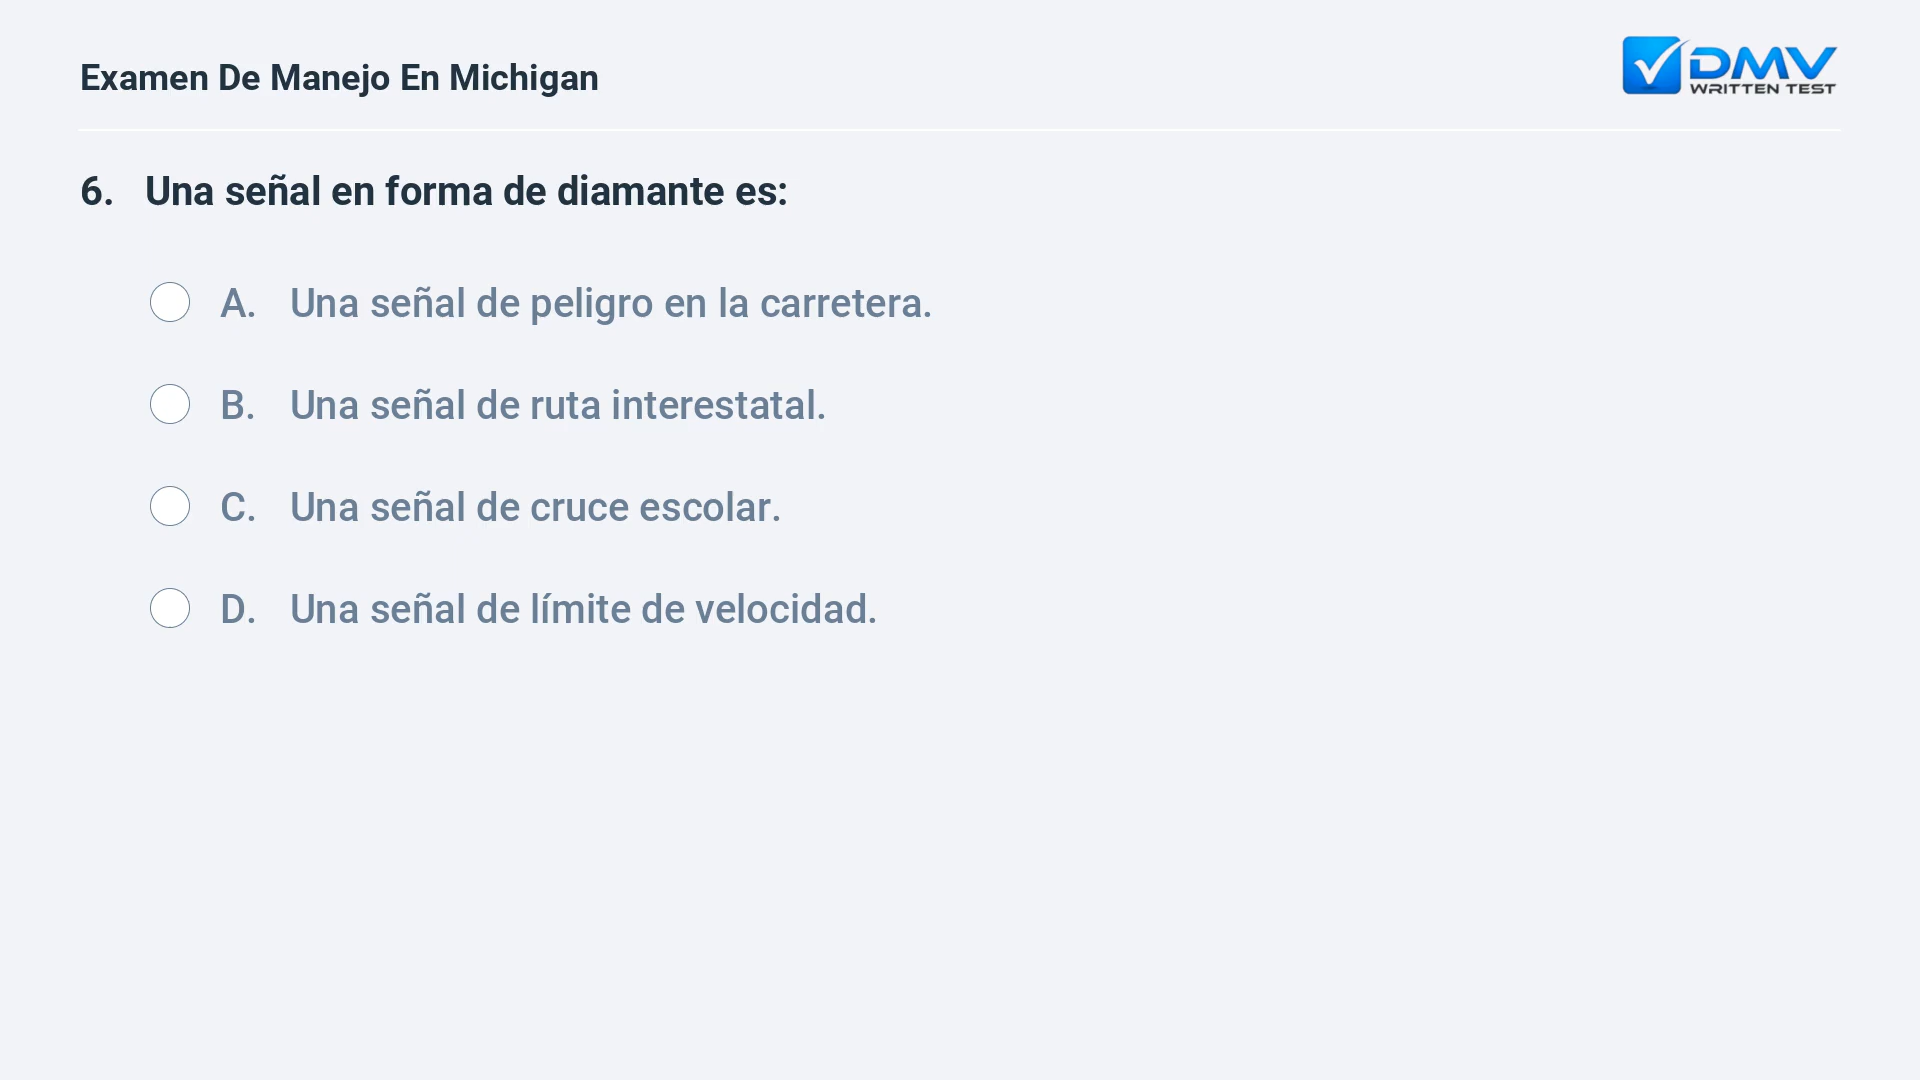 Examen De Manejo En Michigan
DMV
WRITTEN TEST
6. Una señal en forma de diamante es:
A. Una señal de peligro en la carretera.
B. Una señal de ruta interestatal.
C. Una señal de cruce escolar.
D. Una señal de límite de velocidad.